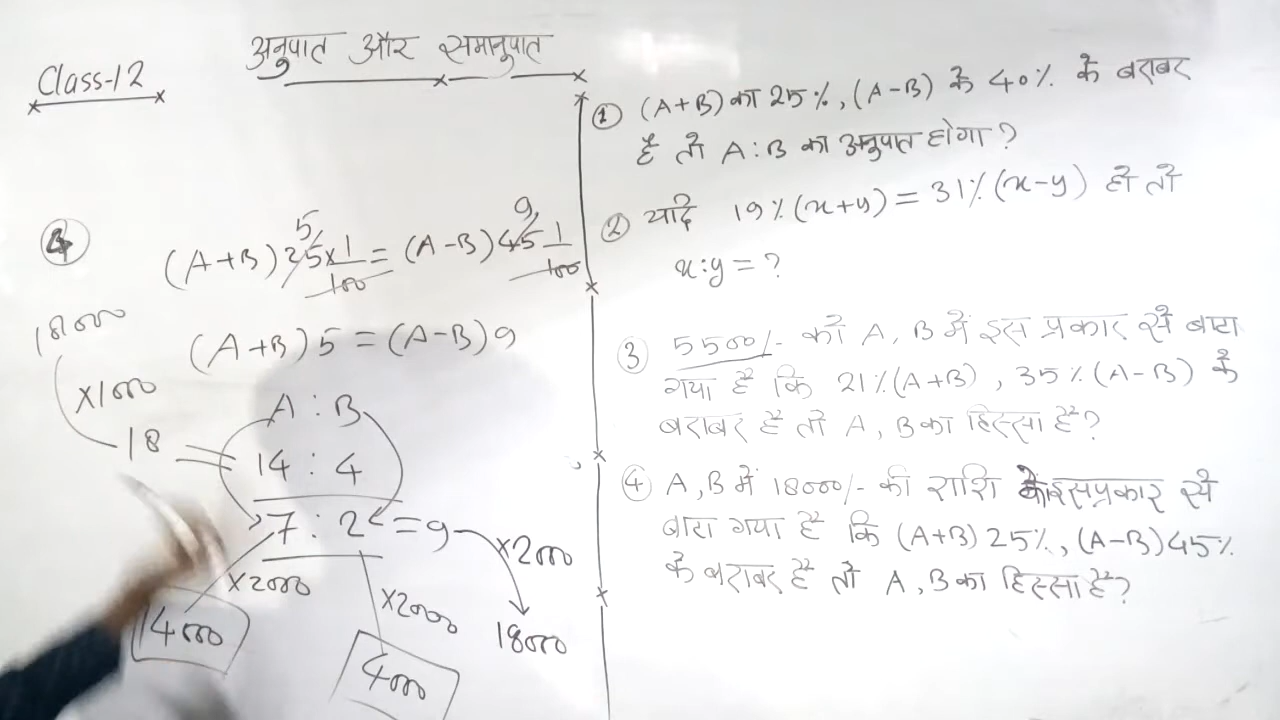 Class-12
अनुपात और समानुपात
① (A+B) का 25%, (A-B) के 40% के बराबर
है तो A:B का अनुपात होगा?
② यदि 19%(x+y) = 31%(x-y) हो तो
x:y = ?
③ 5500/- को A, B में इस प्रकार से बाटा
गया है कि 21%(A+B), 35%(A-B) के
बराबर है तो A, B का हिस्सा है?
④ A, B में 18000/- की राशि को इसप्रकार से
बाटा गया है कि (A+B) 25%, (A-B) 45%
के बराबर है तो A, B का हिस्सा है?
④
5 9
(A+B) 25 × 1/100 = (A-B) 45 1/100
(A+B) 5 = (A-B) 9
18000
×1000
A : B
18 = 14 : 4
7 : 2 = 9
×2000
×2000 ×2000
14000 4000 18000